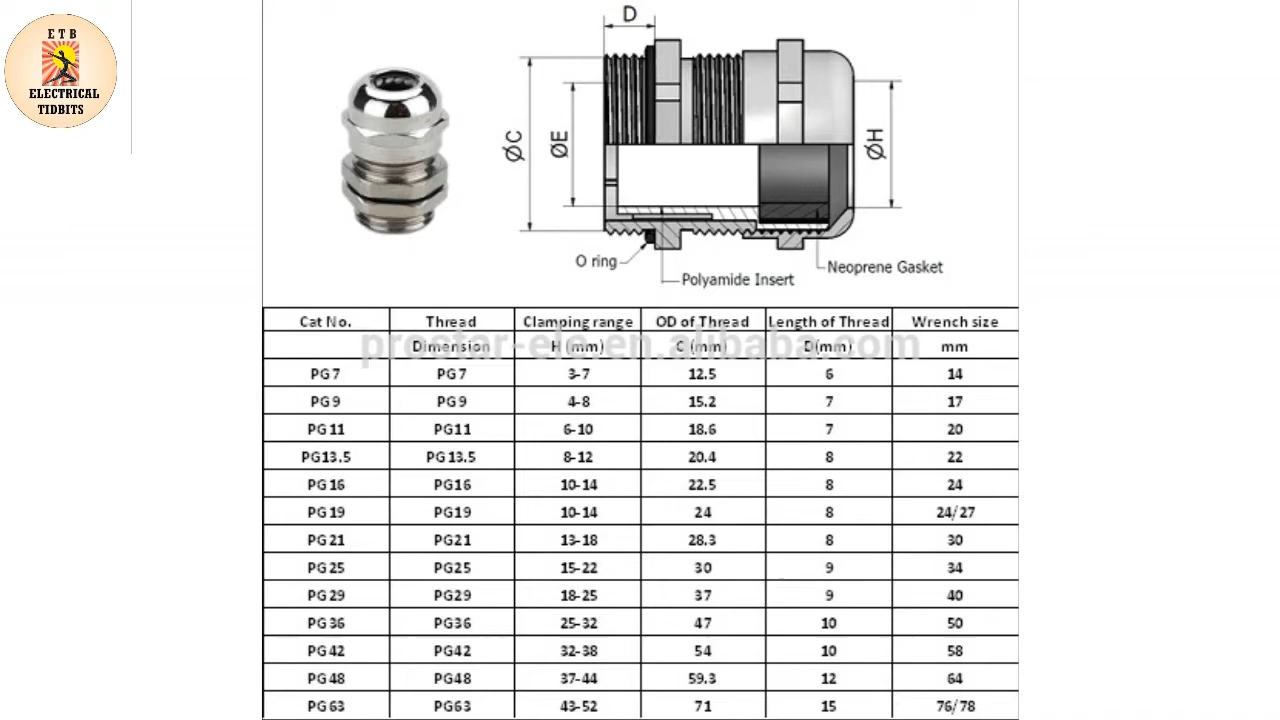 E T B
ELECTRICAL
TIDBITS
D
ØC
ØE
ØH
O ring
Polyamide Insert
Neoprene Gasket
Cat No. Thread Clamping range OD of Thread Length of Thread Wrench size
Dimension H (mm) C (mm) D(mm) mm
prostar-ele.en.alibaba.com
PG7 PG7 3-7 12.5 6 14
PG9 PG9 4-8 15.2 7 17
PG11 PG11 6-10 18.6 7 20
PG13.5 PG13.5 8-12 20.4 8 22
PG16 PG16 10-14 22.5 8 24
PG19 PG19 10-14 24 8 24/27
PG21 PG21 13-18 28.3 8 30
PG25 PG25 15-22 30 9 34
PG29 PG29 18-25 37 9 40
PG36 PG36 25-32 47 10 50
PG42 PG42 32-38 54 10 58
PG48 PG48 37-44 59.3 12 64
PG63 PG63 43-52 71 15 76/78